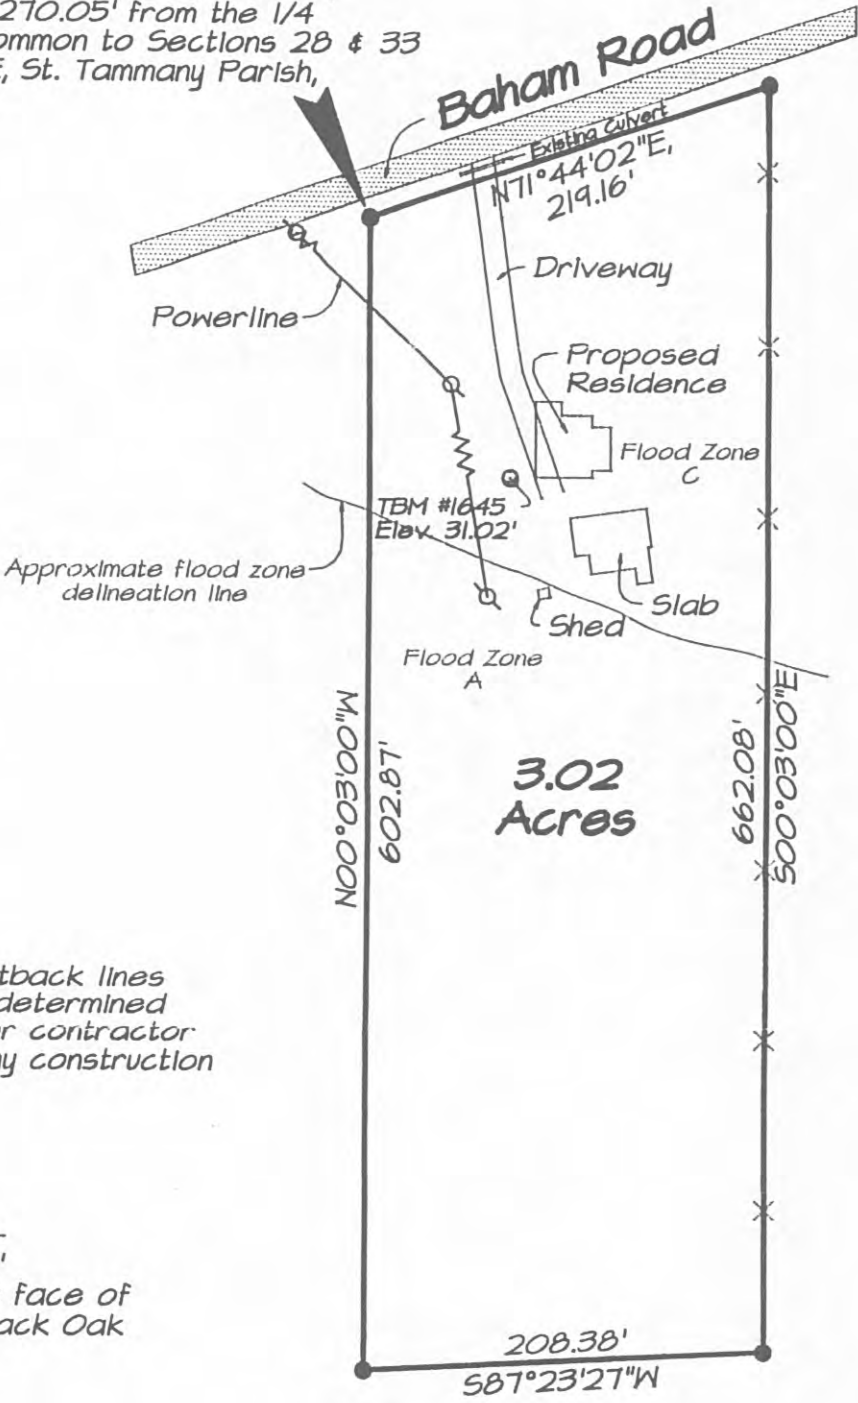 270.05' from the 1/4
ommon to Sections 28 & 33
E, St. Tammany Parish,
Baham Road
Existing Culvert
N71°44'02"E,
219.16'
Driveway
Powerline
Proposed
Residence
Flood Zone
C
TBM #1645
Elev 31.02'
Approximate flood zone
delineation line
Slab
Shed
Flood Zone
A
N00°03'00"W
602.87'
3.02
Acres
662.08'
S00°03'00"E
tback lines
determined
r contractor
y construction
face of
ack Oak
208.38'
S87°23'27"W